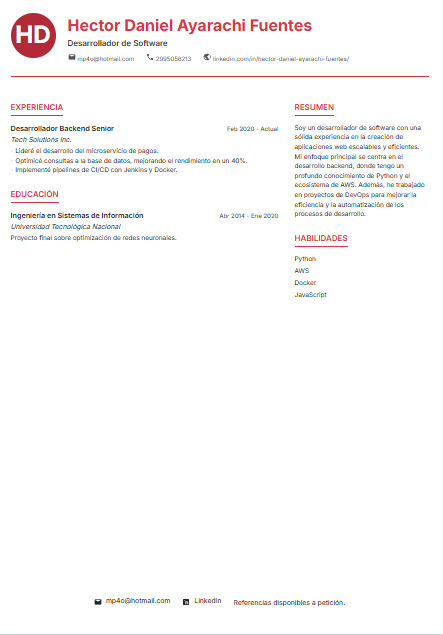 HD
Hector Daniel Ayarachi Fuentes
Desarrollador de Software
mp4o@hotmail.com 2995056213 linkedin.com/in/hector-daniel-ayarachi-fuentes/
EXPERIENCIA
Desarrollador Backend Senior Feb 2020 - Actual
Tech Solutions Inc.
· Lideré el desarrollo del microservicio de pagos.
· Optimicé consultas a la base de datos, mejorando el rendimiento en un 40%.
· Implementé pipelines de CI/CD con Jenkins y Docker.
EDUCACIÓN
Ingeniería en Sistemas de Información Abr 2014 - Ene 2020
Universidad Tecnológica Nacional
Proyecto final sobre optimización de redes neuronales.
RESUMEN
Soy un desarrollador de software con una
sólida experiencia en la creación de
aplicaciones web escalables y eficientes.
Mi enfoque principal se centra en el
desarrollo backend, donde tengo un
profundo conocimiento de Python y el
ecosistema de AWS. Además, he trabajado
en proyectos de DevOps para mejorar la
eficiencia y la automatización de los
procesos de desarrollo.
HABILIDADES
Python
AWS
Docker
JavaScript
mp4o@hotmail.com LinkedIn Referencias disponibles a petición.